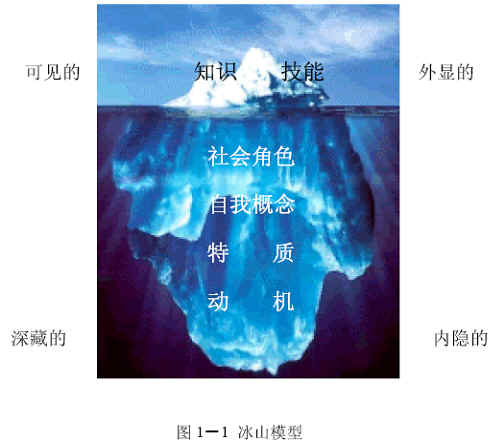 可见的 知识 技能 外显的
社会角色
自我概念
特 质
动 机
深藏的 内隐的
图1-1 冰山模型